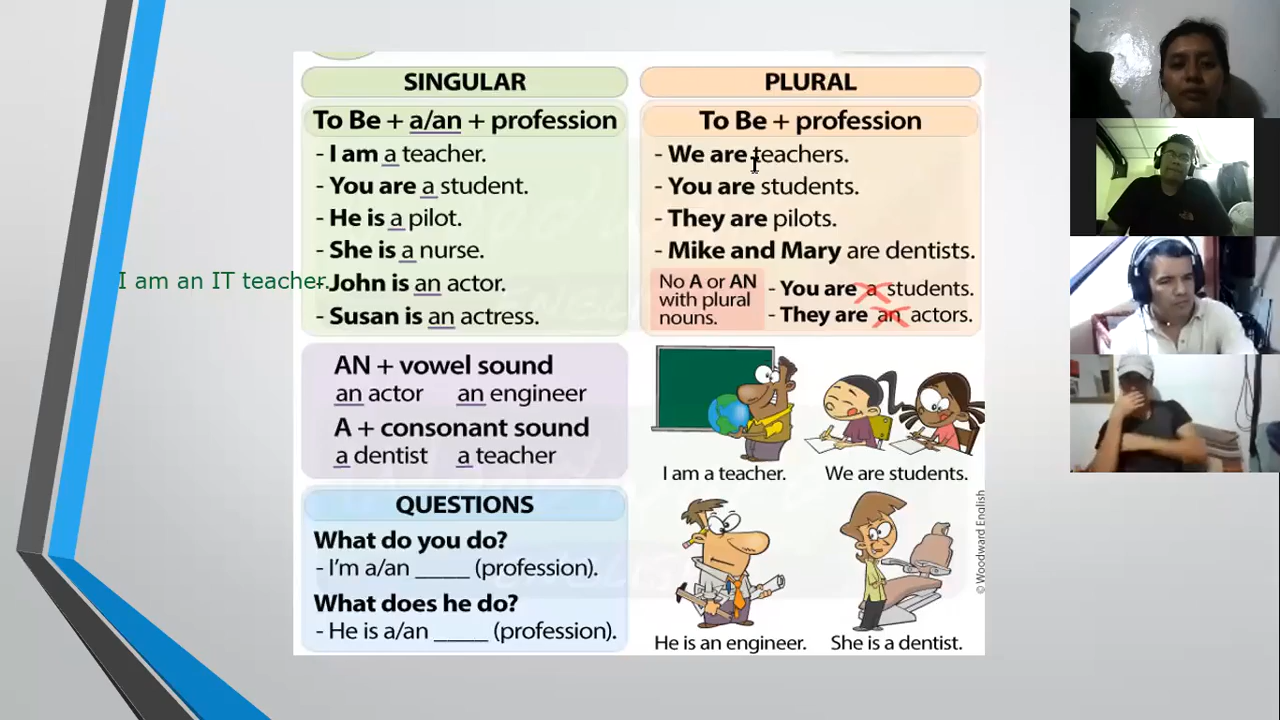 SINGULAR
To Be + a/an + profession
- I am a teacher.
- You are a student.
- He is a pilot.
- She is a nurse.
I am an IT teacher.
- John is an actor.
- Susan is an actress.
AN + vowel sound
an actor an engineer
A + consonant sound
a dentist a teacher
QUESTIONS
What do you do?
- I'm a/an _____ (profession).
What does he do?
- He is a/an _____ (profession).
PLURAL
To Be + profession
- We are teachers.
- You are students.
- They are pilots.
- Mike and Mary are dentists.
No A or AN
with plural
nouns.
- You are a students.
- They are an actors.
I am a teacher.
We are students.
He is an engineer.
She is a dentist.
© Woodward English